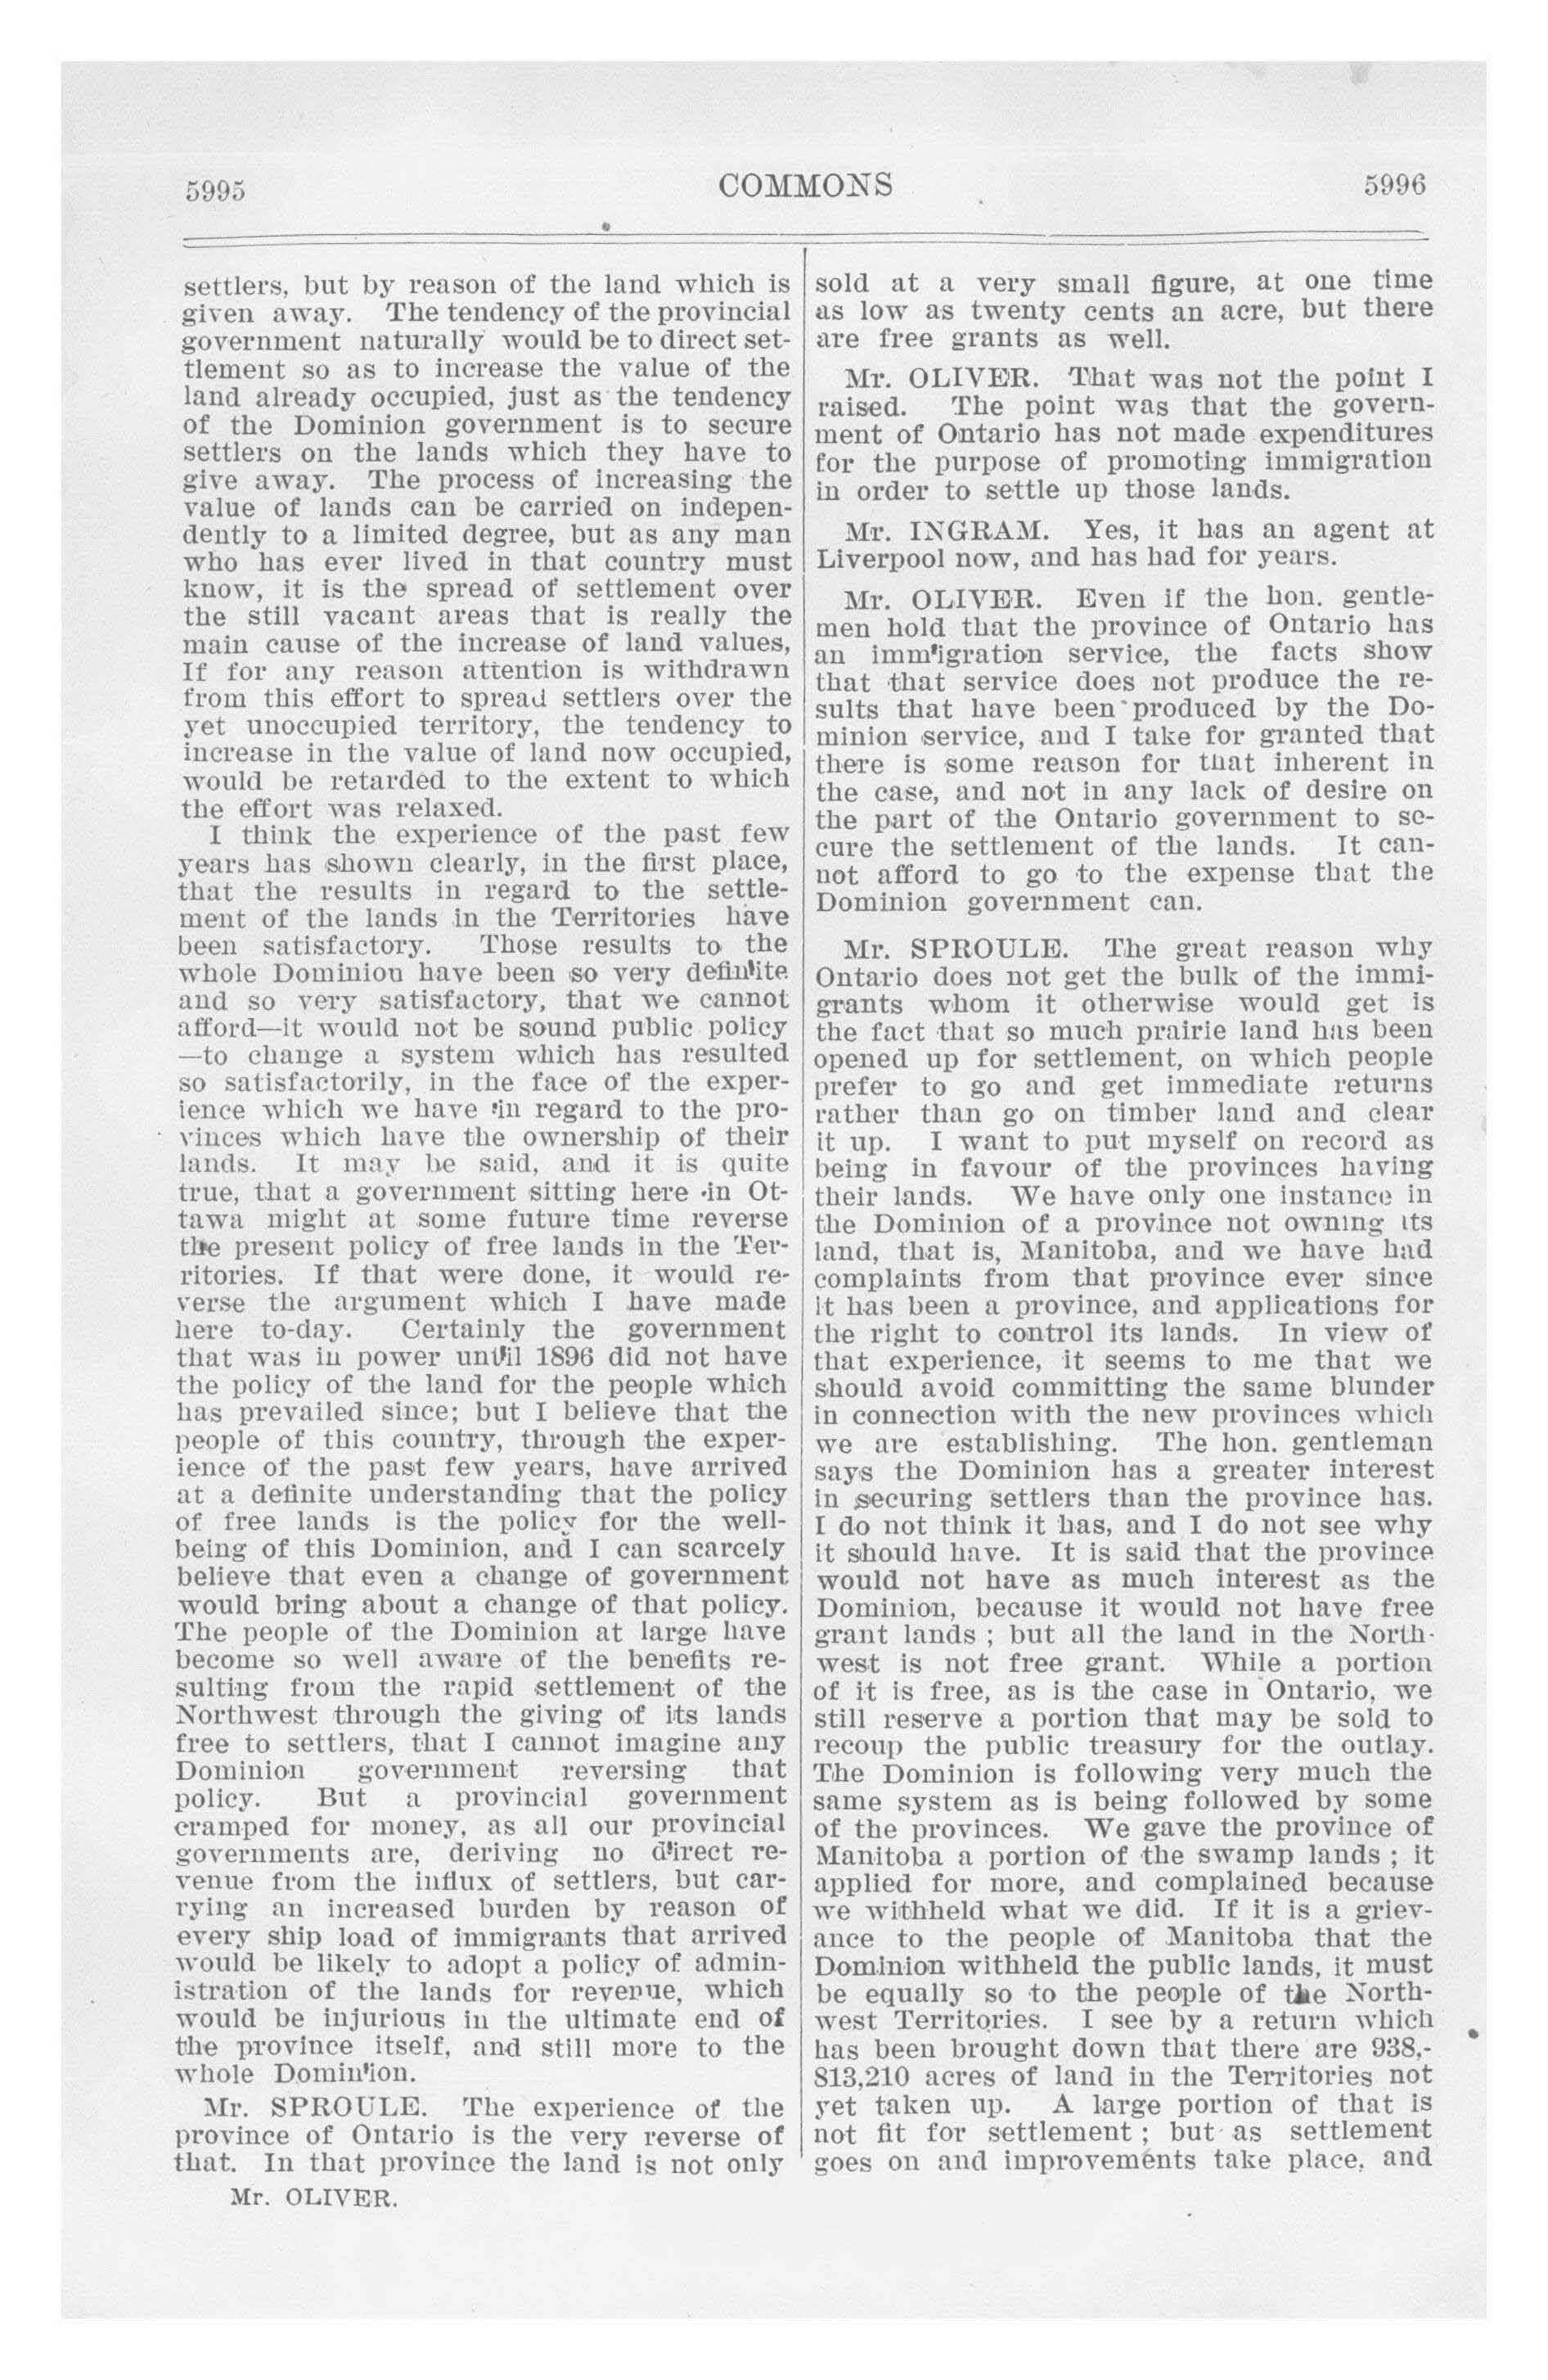 5995
COMMONS
5996
settlers, but by reason of the land which is
given away. The tendency of the provincial
government naturally would be to direct set-
tlement so as to increase the value of the
land already occupied, just as the tendency
of the Dominion government is to secure
settlers on the lands which they have to
give away. The process of increasing the
value of lands can be carried on indepen-
dently to a limited degree, but as any man
who has ever lived in that country must
know, it is the spread of settlement over
the still vacant areas that is really the
main cause of the increase of land values,
If for any reason attention is withdrawn
from this effort to spread settlers over the
yet unoccupied territory, the tendency to
increase in the value of land now occupied,
would be retarded to the extent to which
the effort was relaxed.
I think the experience of the past few
years has shown clearly, in the first place,
that the results in regard to the settle-
ment of the lands in the Territories have
been satisfactory. Those results to the
whole Dominion have been so very definite
and so very satisfactory, that we cannot
afford—it would not be sound public policy
—to change a system which has resulted
so satisfactorily, in the face of the exper-
ience which we have in regard to the pro-
vinces which have the ownership of their
lands. It may be said, and it is quite
true, that a government sitting here in Ot-
tawa might at some future time reverse
the present policy of free lands in the Ter-
ritories. If that were done, it would re-
verse the argument which I have made
here to-day. Certainly the government
that was in power until 1896 did not have
the policy of the land for the people which
has prevailed since; but I believe that the
people of this country, through the exper-
ience of the past few years, have arrived
at a definite understanding that the policy
of free lands is the policy for the well-
being of this Dominion, and I can scarcely
believe that even a change of government
would bring about a change of that policy.
The people of the Dominion at large have
become so well aware of the benefits re-
sulting from the rapid settlement of the
Northwest through the giving of its lands
free to settlers, that I cannot imagine any
Dominion government reversing that
policy. But a provincial government
cramped for money, as all our provincial
governments are, deriving no direct re-
venue from the influx of settlers, but car-
rying an increased burden by reason of
every ship load of immigrants that arrived
would be likely to adopt a policy of admin-
istration of the lands for revenue, which
would be injurious in the ultimate end of
the province itself, and still more to the
whole Dominion.
Mr. SPROULE. The experience of the
province of Ontario is the very reverse of
that. In that province the land is not only
Mr. OLIVER.
sold at a very small figure, at one time
as low as twenty cents an acre, but there
are free grants as well.
Mr. OLIVER. That was not the point I
raised. The point was that the govern-
ment of Ontario has not made expenditures
for the purpose of promoting immigration
in order to settle up those lands.
Mr. INGRAM. Yes, it has an agent at
Liverpool now, and has had for years.
Mr. OLIVER. Even if the hon. gentle-
men hold that the province of Ontario has
an immigration service, the facts show
that that service does not produce the re-
sults that have been produced by the Do-
minion service, and I take for granted that
there is some reason for that inherent in
the case, and not in any lack of desire on
the part of the Ontario government to se-
cure the settlement of the lands. It can-
not afford to go to the expense that the
Dominion government can.
Mr. SPROULE. The great reason why
Ontario does not get the bulk of the immi-
grants whom it otherwise would get is
the fact that so much prairie land has been
opened up for settlement, on which people
prefer to go and get immediate returns
rather than go on timber land and clear
it up. I want to put myself on record as
being in favour of the provinces having
their lands. We have only one instance in
the Dominion of a province not owning its
land, that is, Manitoba, and we have had
complaints from that province ever since
it has been a province, and applications for
the right to control its lands. In view of
that experience, it seems to me that we
should avoid committing the same blunder
in connection with the new provinces which
we are establishing. The hon. gentleman
says the Dominion has a greater interest
in securing settlers than the province has.
I do not think it has, and I do not see why
it should have. It is said that the province
would not have as much interest as the
Dominion, because it would not have free
grant lands ; but all the land in the North-
west is not free grant. While a portion
of it is free, as is the case in Ontario, we
still reserve a portion that may be sold to
recoup the public treasury for the outlay.
The Dominion is following very much the
same system as is being followed by some
of the provinces. We gave the province of
Manitoba a portion of the swamp lands ; it
applied for more, and complained because
we withheld what we did. If it is a griev-
ance to the people of Manitoba that the
Dominion withheld the public lands, it must
be equally so to the people of the North-
west Territories. I see by a return which
has been brought down that there are 938,-
813,210 acres of land in the Territories not
yet taken up. A large portion of that is
not fit for settlement ; but as settlement
goes on and improvements take place, and